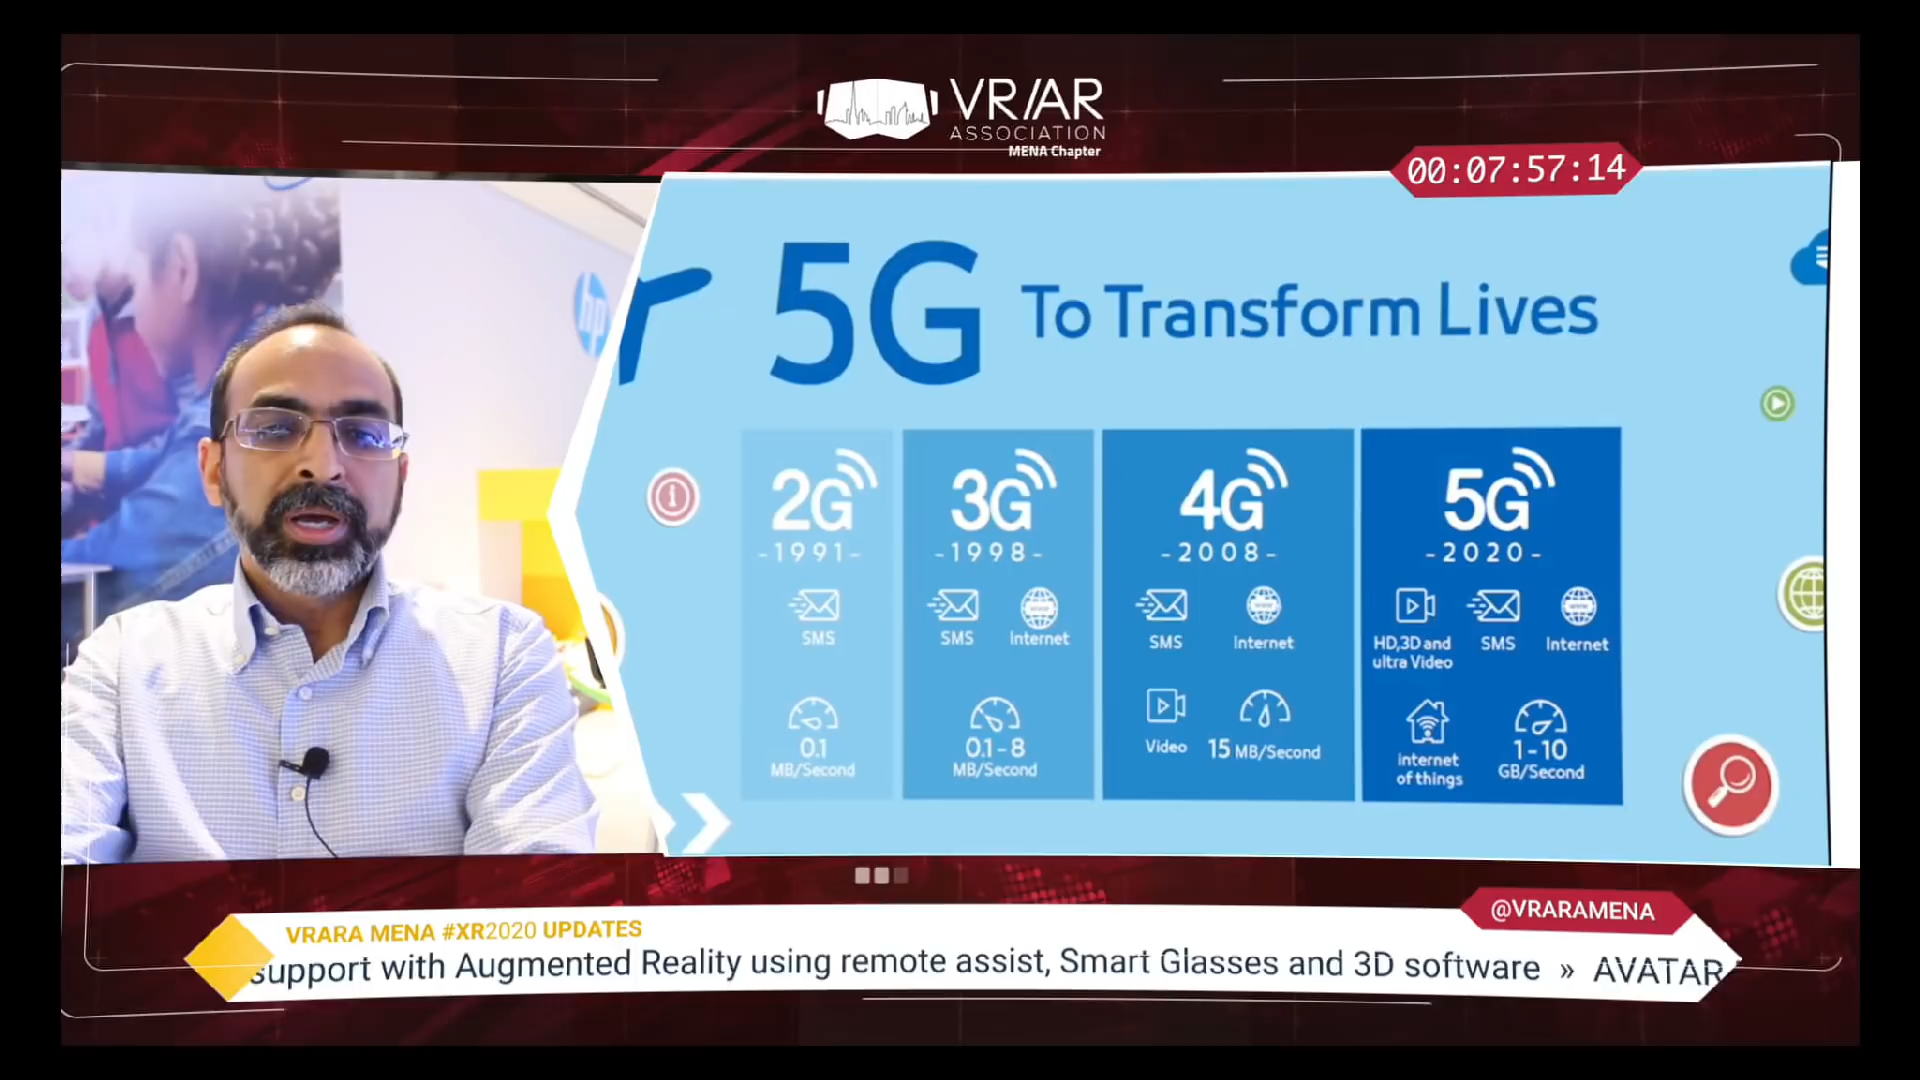 VR/AR
ASSOCIATION
MENA Chapter
00:07:57:14
hp
r 5G To Transform Lives
2G
-1991-
SMS
0.1
MB/Second
3G
-1998-
SMS
Internet
0.1-8
MB/Second
4G
-2008-
SMS
Internet
Video
15 MB/Second
5G
-2020-
HD,3D and
ultra Video
SMS
Internet
internet
of things
1-10
GB/Second
@VRARAMENA
VRARA MENA #XR2020 UPDATES
support with Augmented Reality using remote assist, Smart Glasses and 3D software » AVATAR